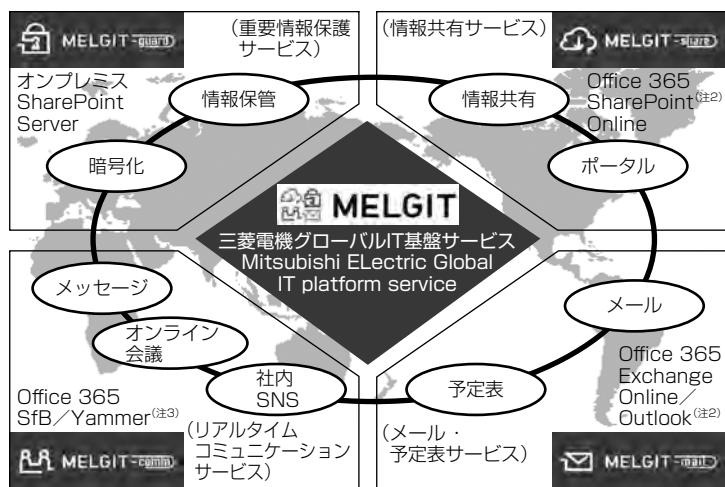 MELGIT-guard
(重要情報保護
サービス)
オンプレミス
SharePoint
Server
情報保管
暗号化
(情報共有サービス)
MELGIT-share
Office 365
SharePoint(注2)
Online
情報共有
ポータル
MELGIT
三菱電機グローバルIT基盤サービス
Mitsubishi ELectric Global
IT platform service
メッセージ
オンライン
会議
社内
SNS
Office 365
SfB/Yammer(注3)
(リアルタイム
コミュニケーション
サービス)
MELGIT-comm
メール
予定表
Office 365
Exchange
Online/
Outlook(注2)
(メール・
予定表サービス)
MELGIT-mail